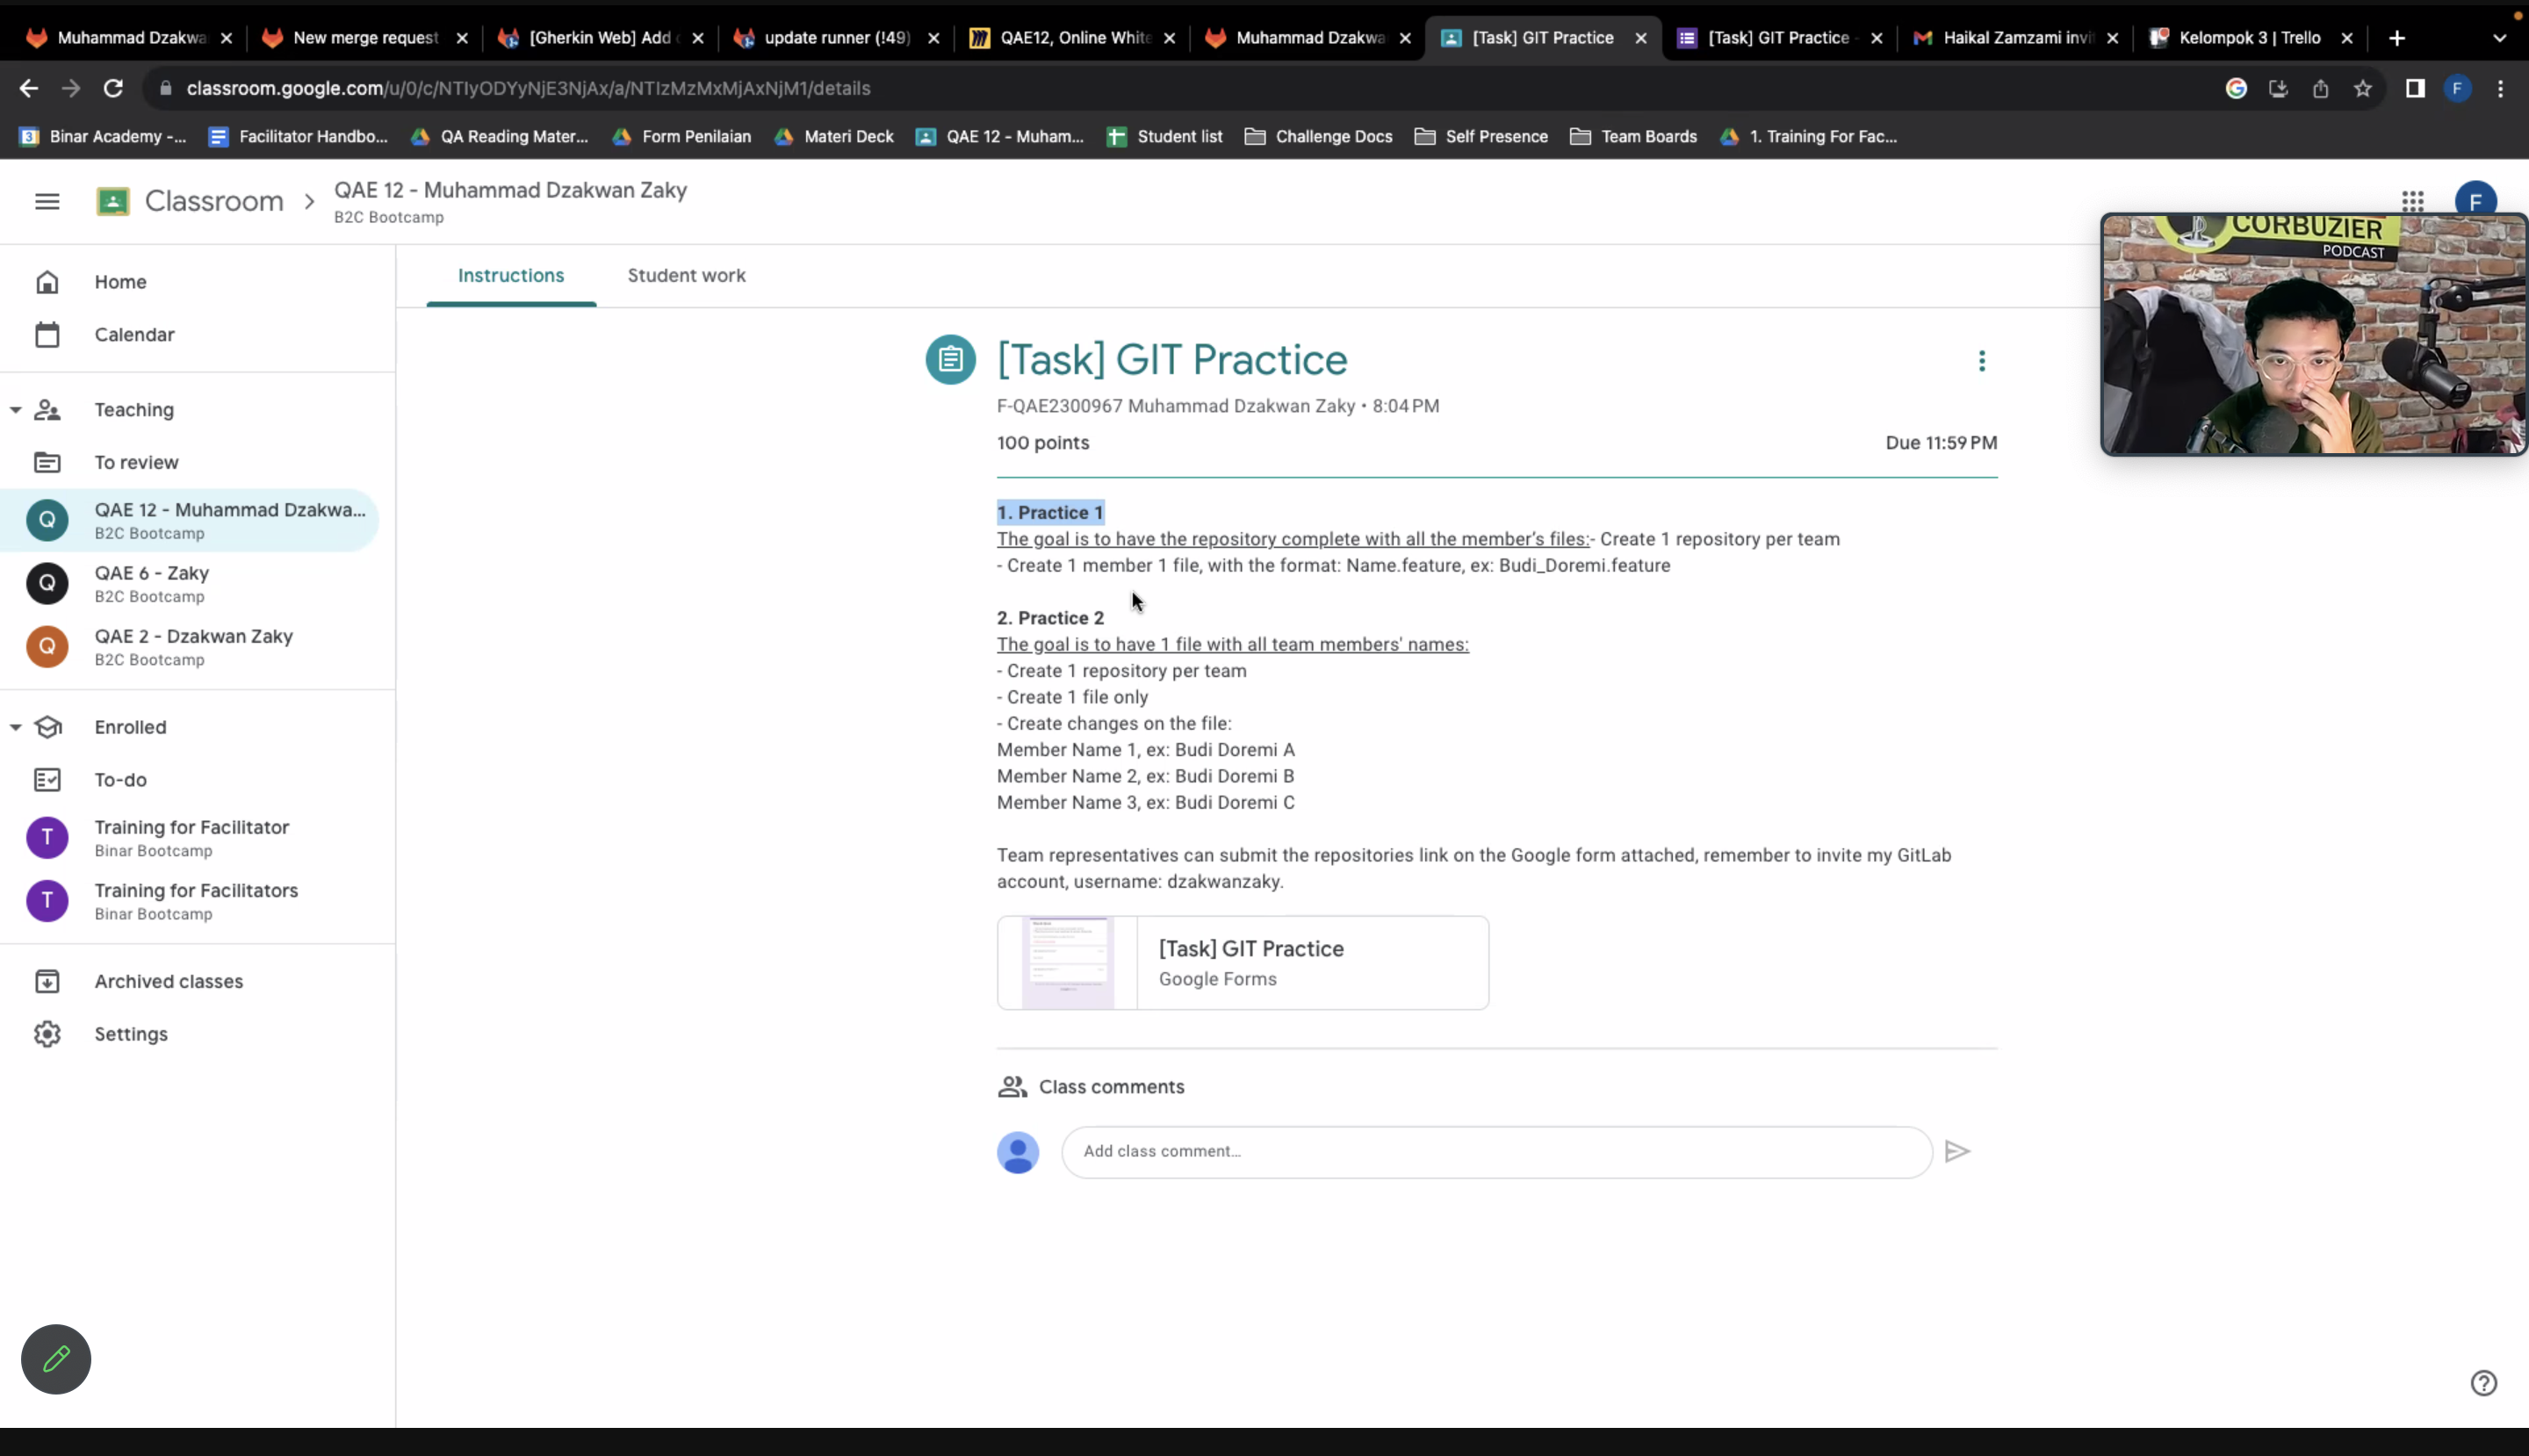 Muhammad Dzakwa
New merge request
[Gherkin Web] Add
update runner (!49)
QAE12, Online White
Muhammad Dzakwa
[Task] GIT Practice
[Task] GIT Practice -
Haikal Zamzami invi
Kelompok 3 | Trello
classroom.google.com/u/0/c/NTIyODYyNjE3NjAx/a/NTIzMzMxMjAxNjM1/details
F
Binar Academy -...
Facilitator Handbo...
QA Reading Mater...
Form Penilaian
Materi Deck
QAE 12 - Muham...
Student list
Challenge Docs
Self Presence
Team Boards
1. Training For Fac...
Classroom
QAE 12 - Muhammad Dzakwan Zaky
B2C Bootcamp
F
CORBUZIER
PODCAST
Home
Calendar
Teaching
To review
Q
QAE 12 - Muhammad Dzakwa...
B2C Bootcamp
Q
QAE 6 - Zaky
B2C Bootcamp
Q
QAE 2 - Dzakwan Zaky
B2C Bootcamp
Enrolled
To-do
T
Training for Facilitator
Binar Bootcamp
T
Training for Facilitators
Binar Bootcamp
Archived classes
Settings
Instructions
Student work
[Task] GIT Practice
F-QAE2300967 Muhammad Dzakwan Zaky • 8:04 PM
100 points
Due 11:59 PM
1. Practice 1
The goal is to have the repository complete with all the member's files:- Create 1 repository per team
- Create 1 member 1 file, with the format: Name.feature, ex: Budi_Doremi.feature
2. Practice 2
The goal is to have 1 file with all team members' names:
- Create 1 repository per team
- Create 1 file only
- Create changes on the file:
Member Name 1, ex: Budi Doremi A
Member Name 2, ex: Budi Doremi B
Member Name 3, ex: Budi Doremi C
Team representatives can submit the repositories link on the Google form attached, remember to invite my GitLab
account, username: dzakwanzaky.
[Task] GIT Practice
Google Forms
Class comments
Add class comment...